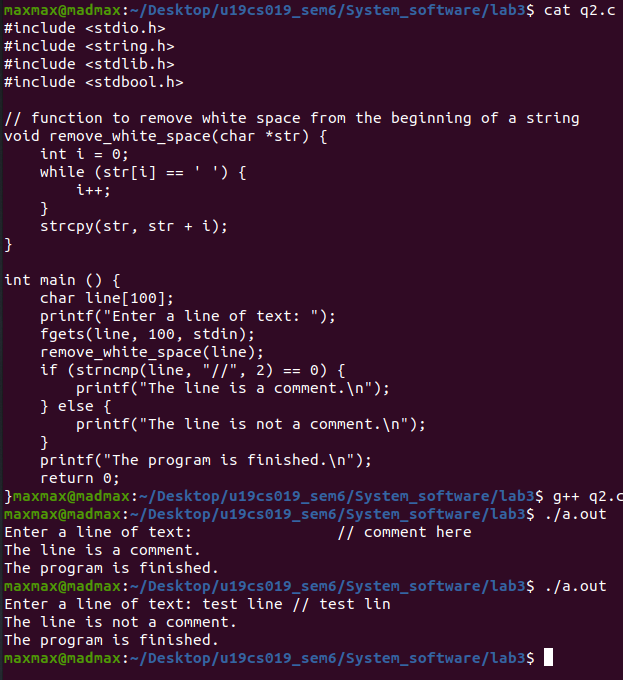 maxmax@madmax:~/Desktop/u19cs019_sem6/System_software/lab3$ cat q2.c
#include <stdio.h>
#include <string.h>
#include <stdlib.h>
#include <stdbool.h>

// function to remove white space from the beginning of a string
void remove_white_space(char *str) {
    int i = 0;
    while (str[i] == ' ') {
        i++;
    }
    strcpy(str, str + i);
}

int main () {
    char line[100];
    printf("Enter a line of text: ");
    fgets(line, 100, stdin);
    remove_white_space(line);
    if (strncmp(line, "//", 2) == 0) {
        printf("The line is a comment.\n");
    } else {
        printf("The line is not a comment.\n");
    }
    printf("The program is finished.\n");
    return 0;
}maxmax@madmax:~/Desktop/u19cs019_sem6/System_software/lab3$ g++ q2.c
maxmax@madmax:~/Desktop/u19cs019_sem6/System_software/lab3$ ./a.out
Enter a line of text:                // comment here
The line is a comment.
The program is finished.
maxmax@madmax:~/Desktop/u19cs019_sem6/System_software/lab3$ ./a.out
Enter a line of text: test line // test lin
The line is not a comment.
The program is finished.
maxmax@madmax:~/Desktop/u19cs019_sem6/System_software/lab3$